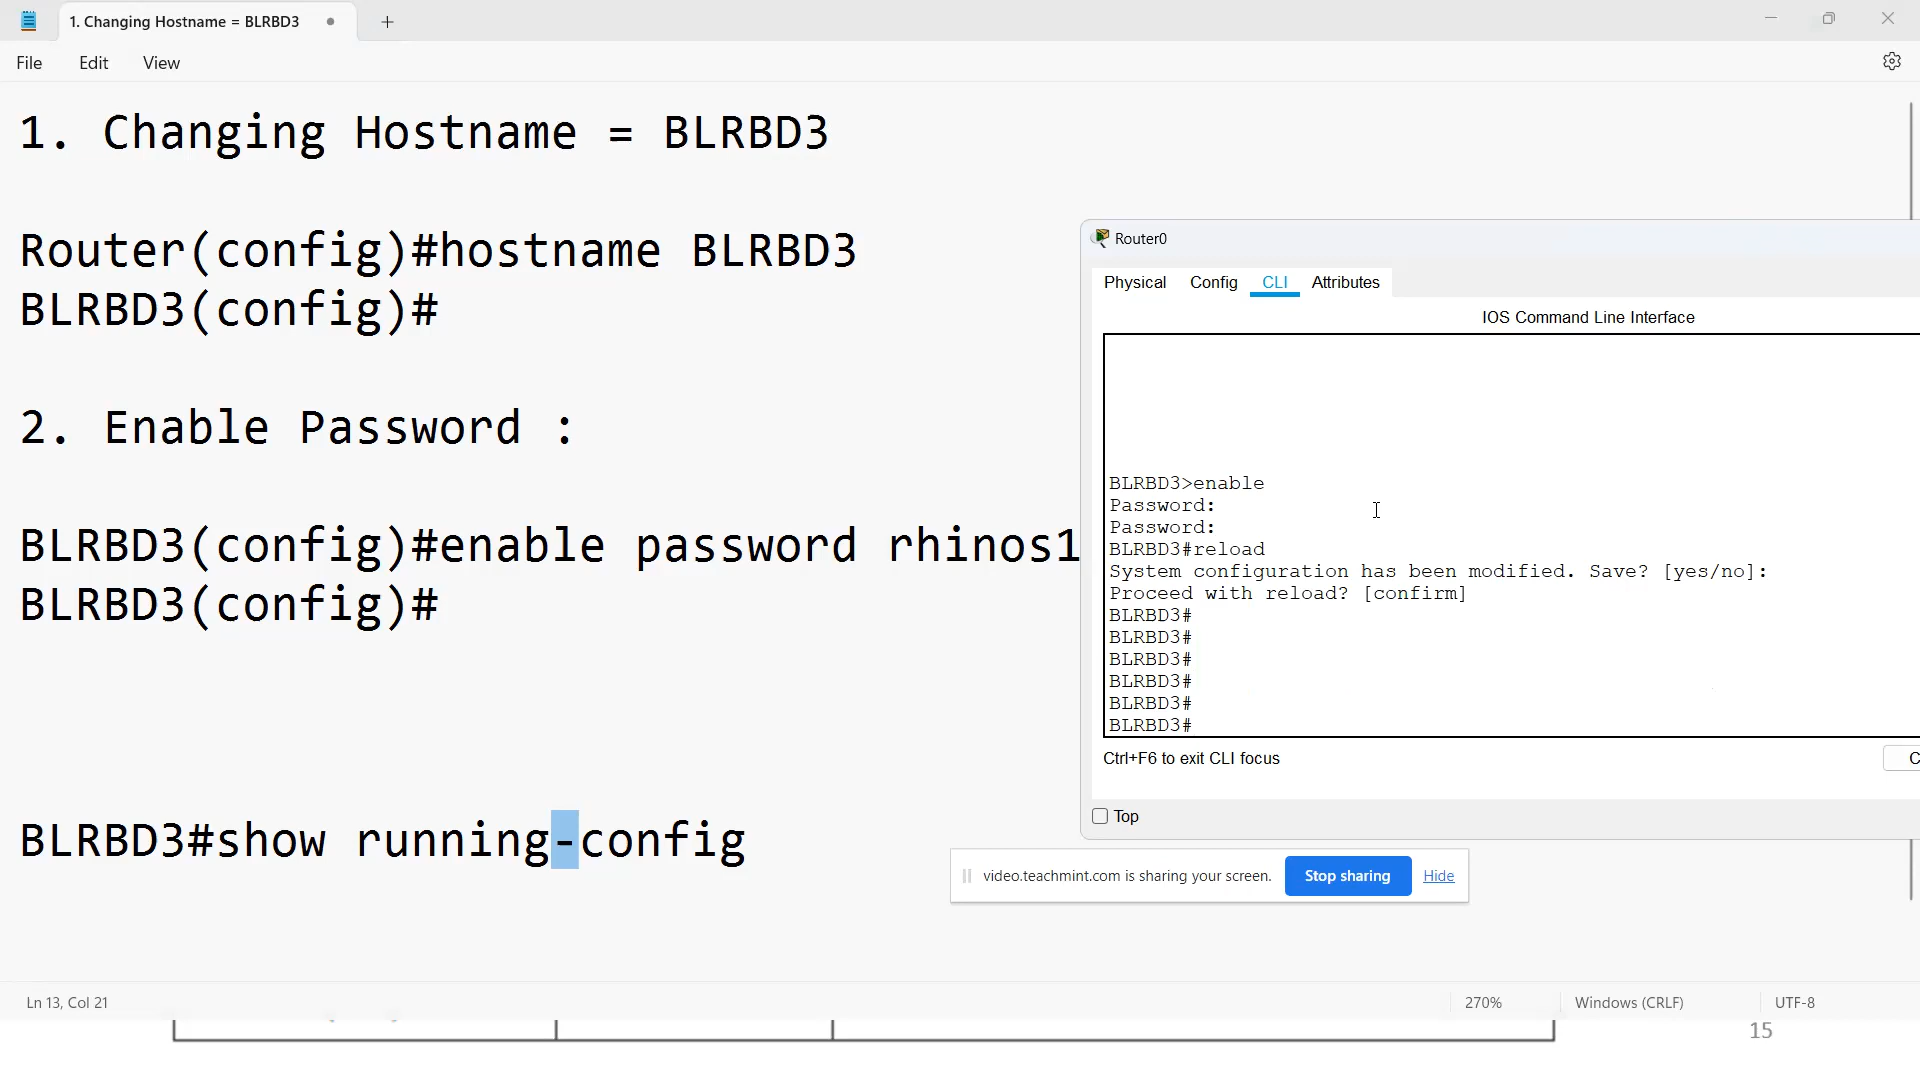 1. Changing Hostname = BLRBD3
File Edit View
1. Changing Hostname = BLRBD3
Router(config)#hostname BLRBD3
BLRBD3(config)#
2. Enable Password :
BLRBD3(config)#enable password rhinos1
BLRBD3(config)#
BLRBD3#show running-config
Router0
Physical Config CLI Attributes
IOS Command Line Interface
BLRBD3>enable
Password:
Password:
BLRBD3#reload
System configuration has been modified. Save? [yes/no]:
Proceed with reload? [confirm]
BLRBD3#
BLRBD3#
BLRBD3#
BLRBD3#
BLRBD3#
BLRBD3#
Ctrl+F6 to exit CLI focus
C
Top
video.teachmint.com is sharing your screen. Stop sharing Hide
Ln 13, Col 21 270% Windows (CRLF) UTF-8
15